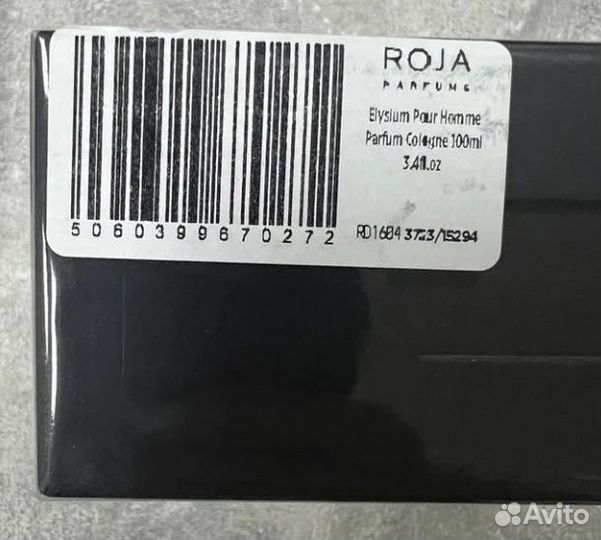 ROJA
PARFUMS
Elysium Pour Homme
Parfum Cologne 100ml
3.4fl.oz
5060399670272
RD1604 3723/15294
Avito